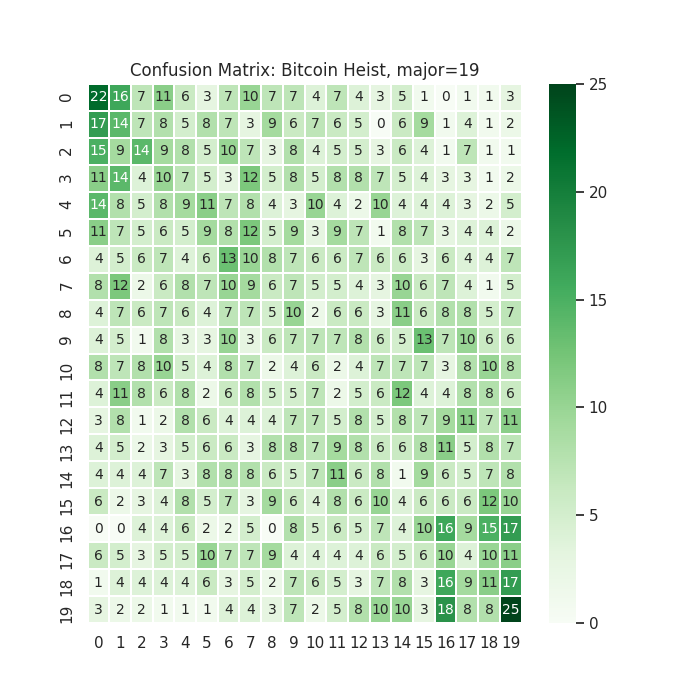 Confusion Matrix: Bitcoin Heist, major=19
0 22 16 7 11 6 3 7 10 7 7 4 7 4 3 5 1 0 1 1 3
1 17 14 7 8 5 8 7 3 9 6 7 6 5 0 6 9 1 4 1 2
2 15 9 14 9 8 5 10 7 3 8 4 5 5 3 6 4 1 7 1 1
3 11 14 4 10 7 5 3 12 5 8 5 8 8 7 5 4 3 3 1 2
4 14 8 5 8 9 11 7 8 4 3 10 4 2 10 4 4 4 3 2 5
5 11 7 5 6 5 9 8 12 5 9 3 9 7 1 8 7 3 4 4 2
6 4 5 6 7 4 6 13 10 8 7 6 6 7 6 6 3 6 4 4 7
7 8 12 2 6 8 7 10 9 6 7 5 5 4 3 10 6 7 4 1 5
8 4 7 6 7 6 4 7 7 5 10 2 6 6 3 11 6 8 8 5 7
9 4 5 1 8 3 3 10 3 6 7 7 7 8 6 5 13 7 10 6 6
10 8 7 8 10 5 4 8 7 2 4 6 2 4 7 7 7 3 8 10 8
11 4 11 8 6 8 2 6 8 5 5 7 2 5 6 12 4 4 8 8 6
12 3 8 1 2 8 6 4 4 4 7 7 5 8 5 8 7 9 11 7 11
13 4 5 2 3 5 6 6 3 8 8 7 9 8 6 6 8 11 5 8 7
14 4 4 4 7 3 8 8 8 6 5 7 11 6 8 1 9 6 5 7 8
15 6 2 3 4 8 5 7 3 9 6 4 8 6 10 4 6 6 6 12 10
16 0 0 4 4 6 2 2 5 0 8 5 6 5 7 4 10 16 9 15 17
17 6 5 3 5 5 10 7 7 9 4 4 4 4 6 5 6 10 4 10 11
18 1 4 4 4 4 6 3 5 2 7 6 5 3 7 8 3 16 9 11 17
19 3 2 2 1 1 1 4 4 3 7 2 5 8 10 10 3 18 8 8 25
0 1 2 3 4 5 6 7 8 9 10 11 12 13 14 15 16 17 18 19
25
20
15
10
5
0